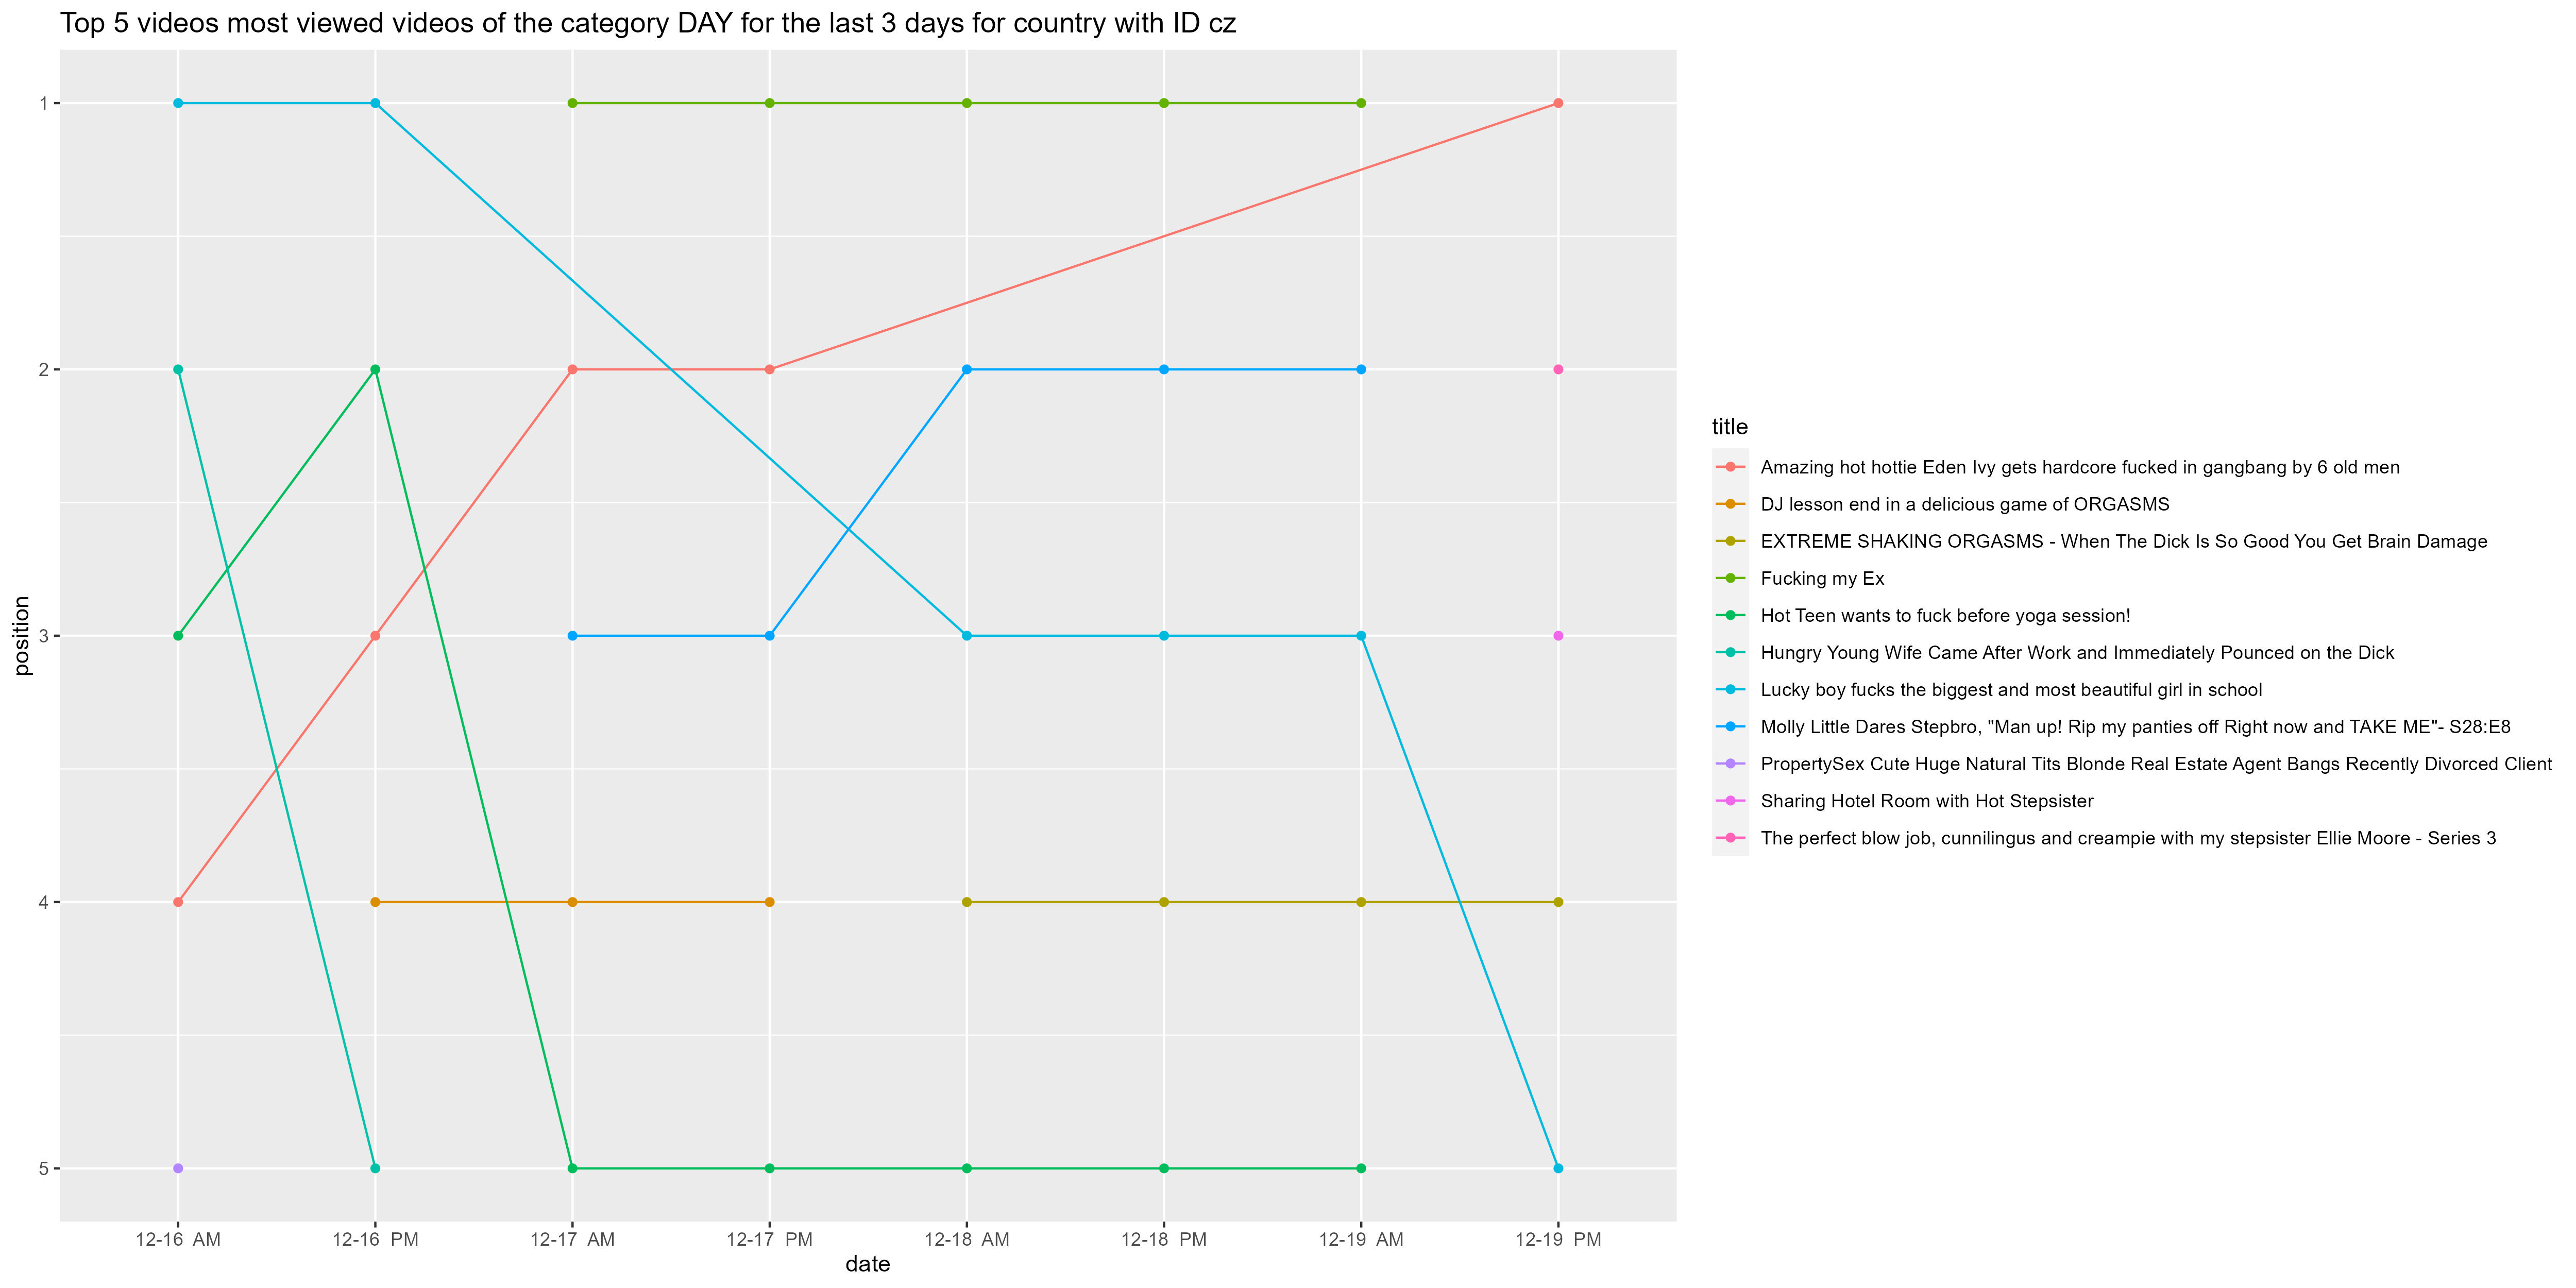 Top 5 videos most viewed videos of the category DAY for the last 3 days for country with ID cz
position
1
2
3
4
5
12-16 AM
12-16 PM
12-17 AM
12-17 PM
12-18 AM
12-18 PM
12-19 AM
12-19 PM
date
title
Amazing hot hottie Eden Ivy gets hardcore fucked in gangbang by 6 old men
DJ lesson end in a delicious game of ORGASMS
EXTREME SHAKING ORGASMS - When The Dick Is So Good You Get Brain Damage
Fucking my Ex
Hot Teen wants to fuck before yoga session!
Hungry Young Wife Came After Work and Immediately Pounced on the Dick
Lucky boy fucks the biggest and most beautiful girl in school
Molly Little Dares Stepbro, "Man up! Rip my panties off Right now and TAKE ME"- S28:E8
PropertySex Cute Huge Natural Tits Blonde Real Estate Agent Bangs Recently Divorced Client
Sharing Hotel Room with Hot Stepsister
The perfect blow job, cunnilingus and creampie with my stepsister Ellie Moore - Series 3